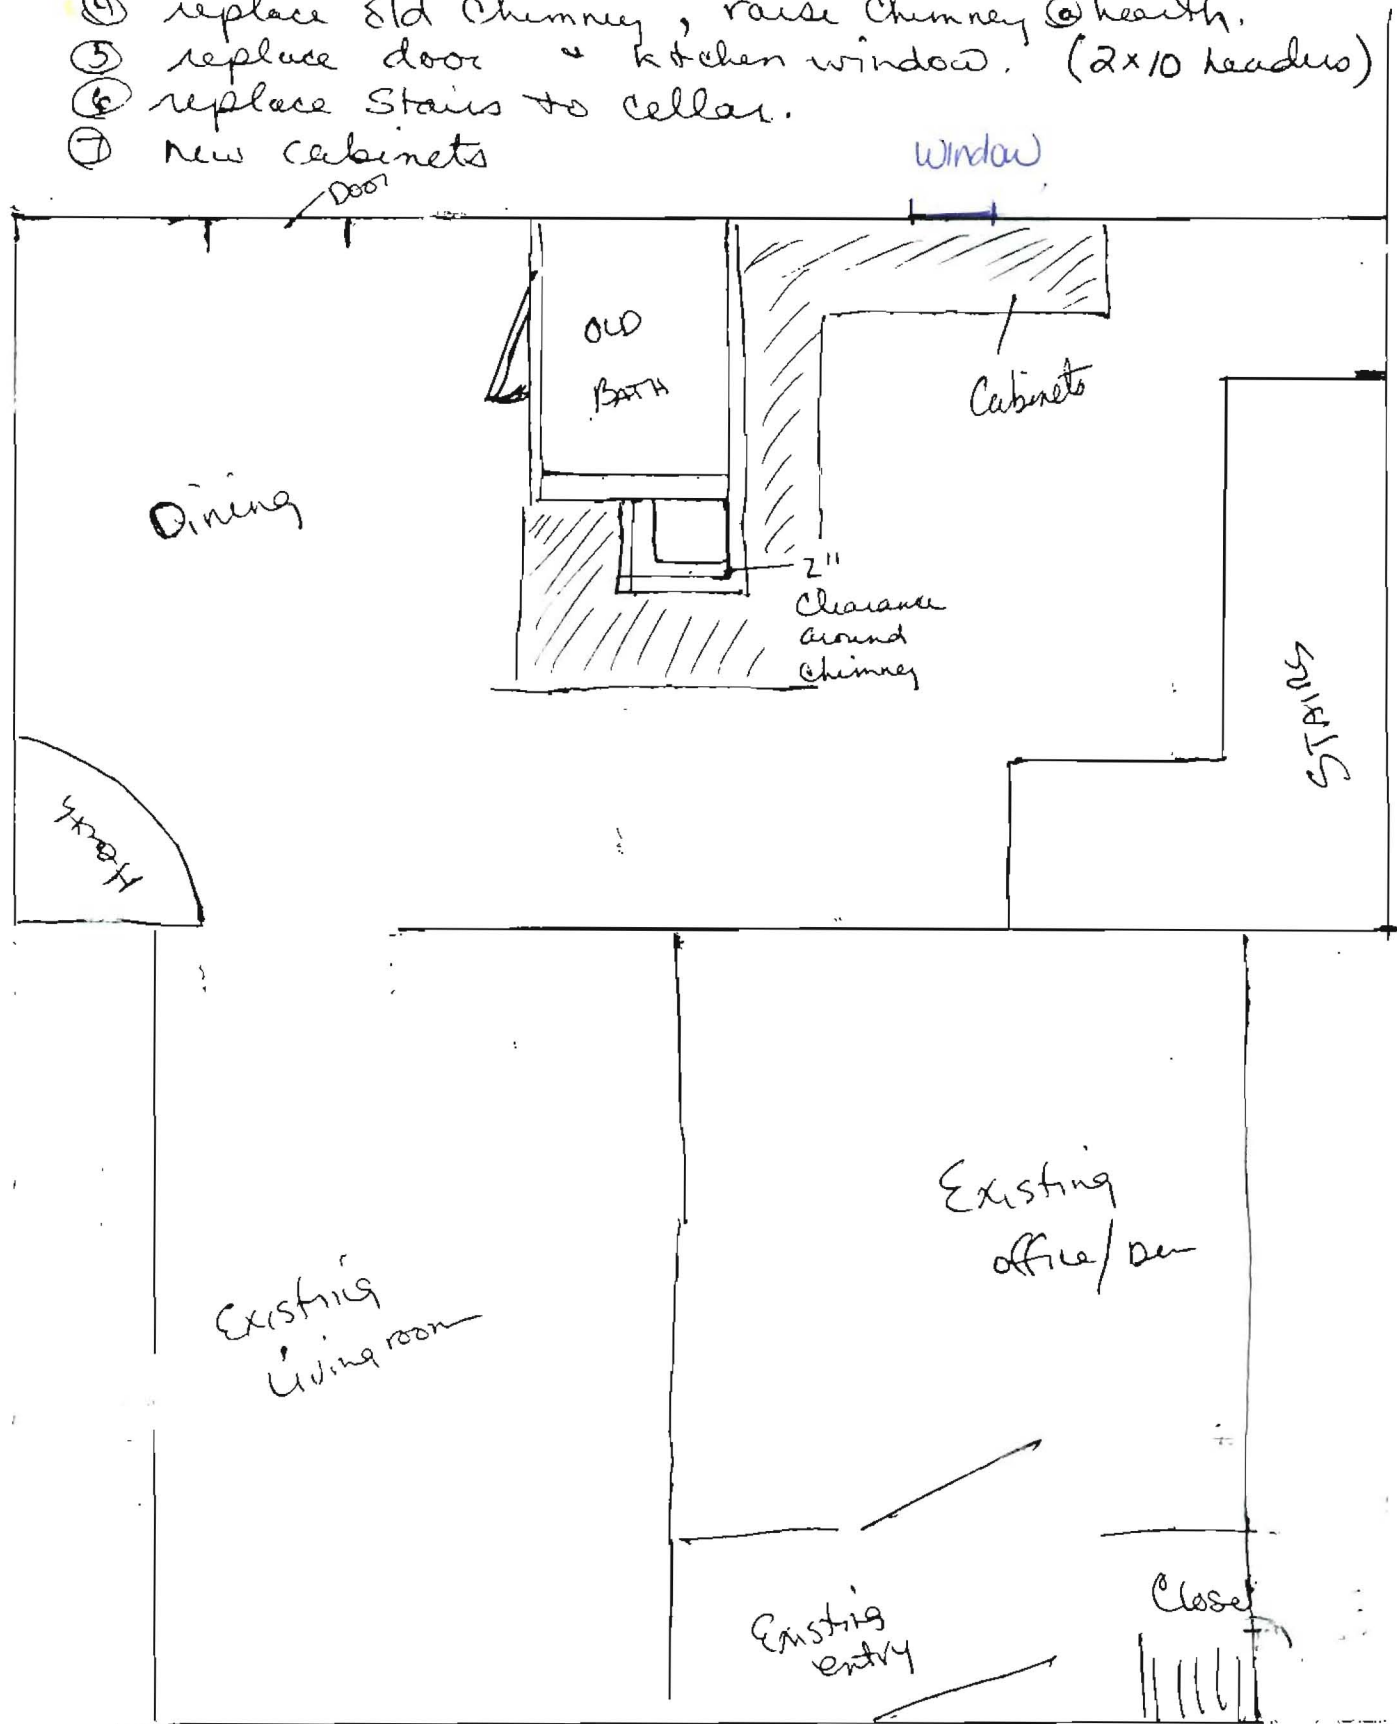 ④ replace old Chimney, raise Chimney @ hearth.
⑤ replace door & kitchen window. (2x10 headers)
⑥ replace Stairs to cellar.
⑦ new cabinets
Window
Door
OLD
BATH
Cabinets
Dining
2"
Clearance
around
chimney
STAIRS
Hearth
Existing
office/Den
Existing
Living room
Existing
entry
Closet